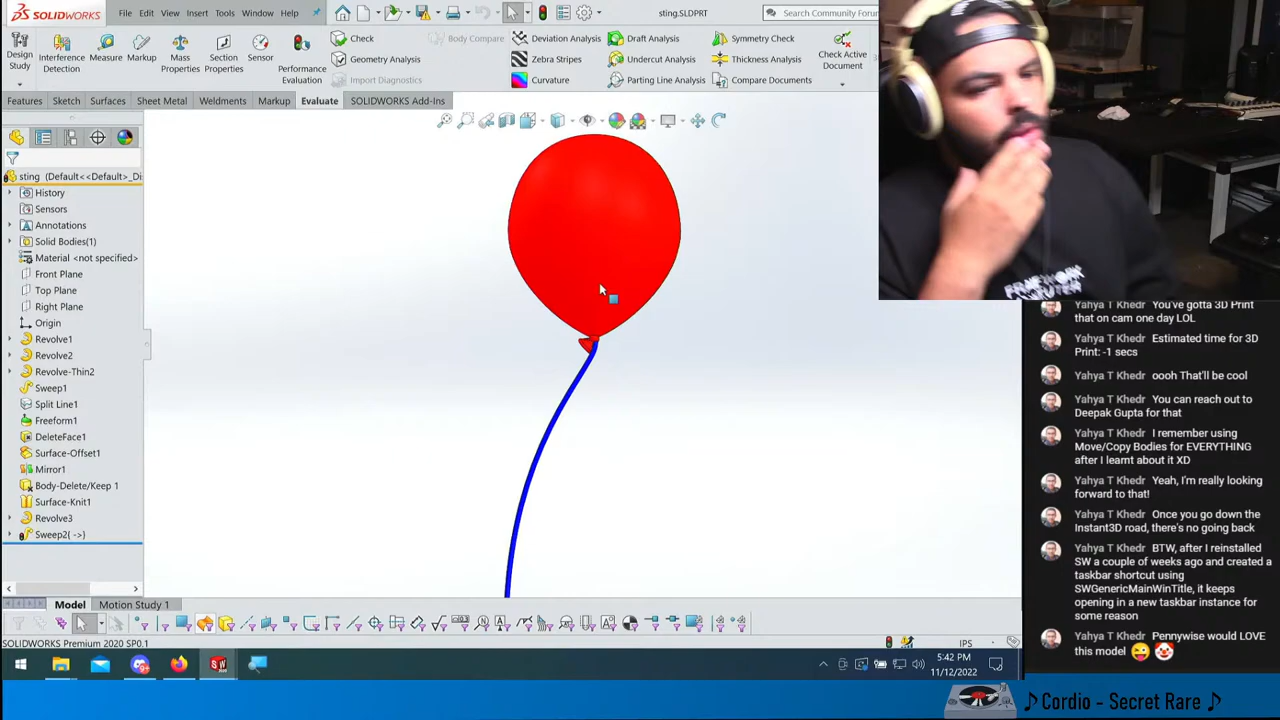 SOLIDWORKS File Edit View Insert Tools Window Help sting.SLDPRT Search Community Forum
Design Study
Interference Detection
Measure
Markup
Mass Properties
Section Properties
Sensor
Performance Evaluation
Check
Geometry Analysis
Import Diagnostics
Body Compare
Deviation Analysis
Zebra Stripes
Curvature
Draft Analysis
Undercut Analysis
Parting Line Analysis
Symmetry Check
Thickness Analysis
Compare Documents
Check Active Document
Features Sketch Surfaces Sheet Metal Weldments Markup Evaluate SOLIDWORKS Add-Ins
sting (Default<<Default>_Di
History
Sensors
Annotations
Solid Bodies(1)
Material <not specified>
Front Plane
Top Plane
Right Plane
Origin
Revolve1
Revolve2
Revolve-Thin2
Sweep1
Split Line1
Freeform1
DeleteFace1
Surface-Offset1
Mirror1
Body-Delete/Keep 1
Surface-Knit1
Revolve3
Sweep2{ ->}
Model Motion Study 1
SOLIDWORKS Premium 2020 SP0.1
IPS
5:42 PM
11/12/2022
Yahya T Khedr You've gotta 3D Print
that on cam one day LOL
Yahya T Khedr Estimated time for 3D
Print: -1 secs
Yahya T Khedr oooh That'll be cool
Yahya T Khedr You can reach out to
Deepak Gupta for that
Yahya T Khedr I remember using
Move/Copy Bodies for EVERYTHING
after I learnt about it XD
Yahya T Khedr Yeah, I'm really looking
forward to that!
Yahya T Khedr Once you go down the
Instant3D road, there's no going back
Yahya T Khedr BTW, after I reinstalled
SW a couple of weeks ago and created a
taskbar shortcut using
SWGenericMainWinTitle, it keeps
opening in a new taskbar instance for
some reason
Yahya T Khedr Pennywise would LOVE
this model 😜 🤡
♪ Cordio - Secret Rare ♪